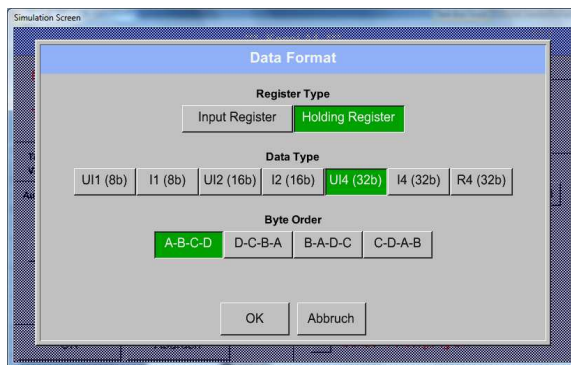 Simulation Screen
Data Format
Register Type
Input Register Holding Register
Data Type
UI1 (8b) I1 (8b) UI2 (16b) I2 (16b) UI4 (32b) I4 (32b) R4 (32b)
Byte Order
A-B-C-D D-C-B-A B-A-D-C C-D-A-B
OK Abbruch